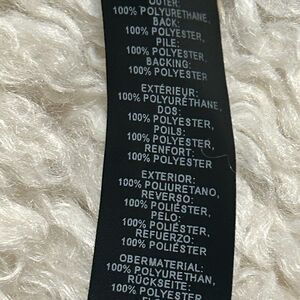 OUTER:
100% POLYURETHANE,
BACK:
100% POLYESTER,
PILE:
100% POLYESTER,
BACKING:
100% POLYESTER
EXTÉRIEUR:
100% POLYURÉTHANE,
DOS:
100% POLYESTER,
POILS:
100% POLYESTER,
RENFORT:
100% POLYESTER
EXTERIOR:
100% POLIURETANO,
REVERSO:
100% POLIÉSTER,
PELO:
100% POLIÉSTER,
REFUERZO:
100% POLIÉSTER
OBERMATERIAL:
100% POLYURETHAN,
RÜCKSEITE:
100% POLYESTER,